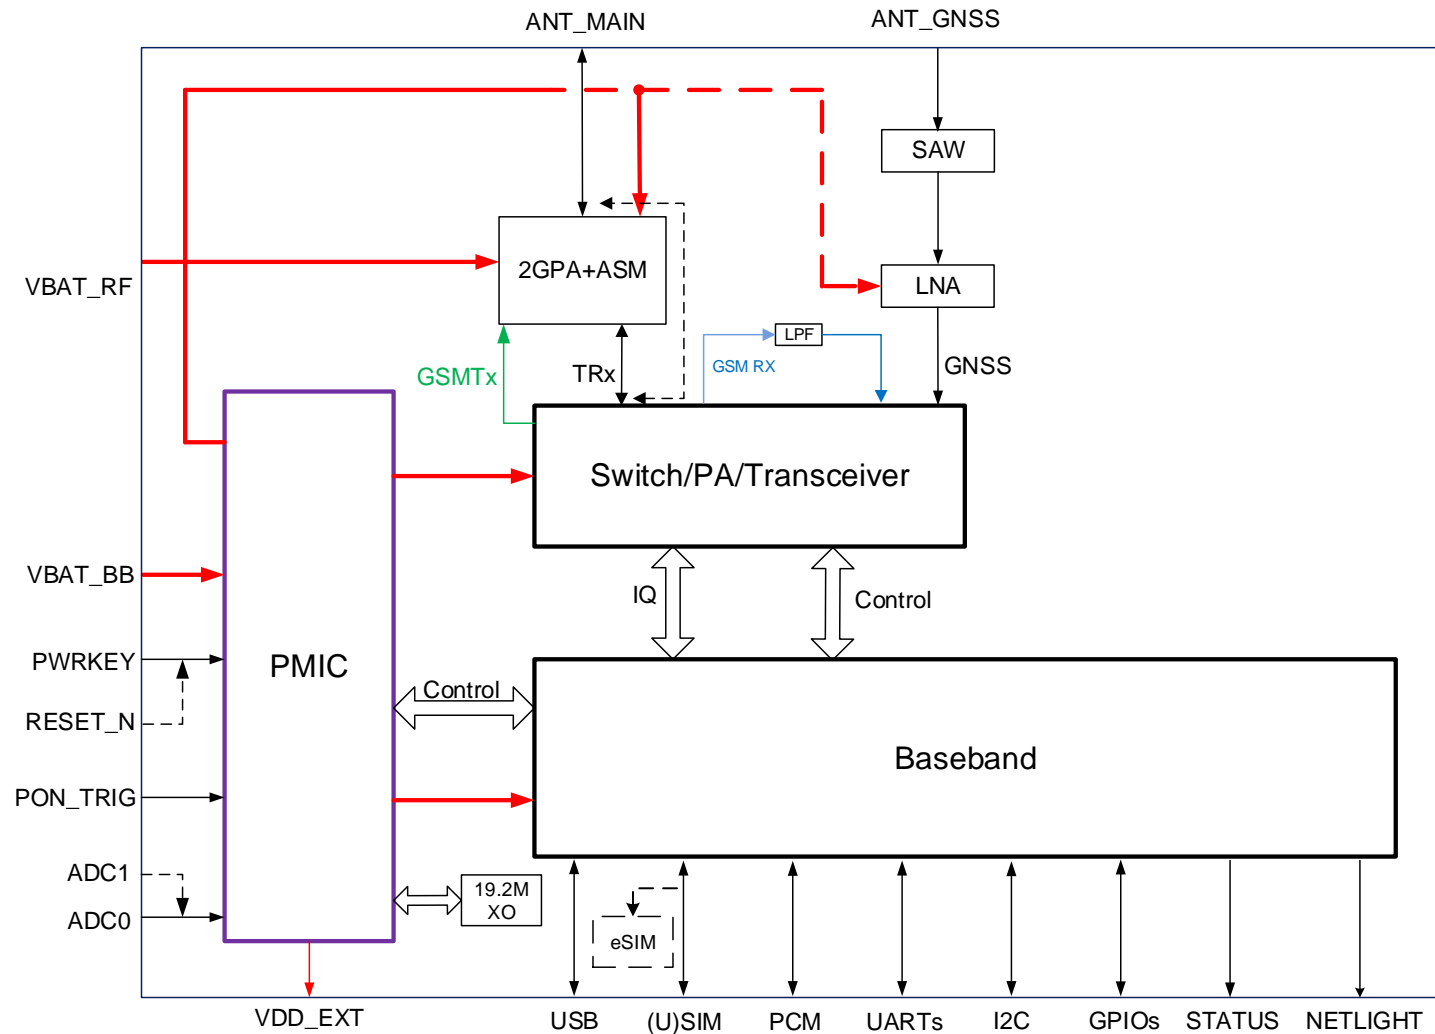 ANT_MAIN
ANT_GNSS
SAW
2GPA+ASM
LNA
VBAT_RF
LPF
GSM RX
GSMTx
TRx
GNSS
Switch/PA/Transceiver
VBAT_BB
IQ
Control
PWRKEY
PMIC
Control
RESET_N
Baseband
PON_TRIG
ADC1
19.2M
XO
ADC0
eSIM
VDD_EXT
USB
(U)SIM
PCM
UARTs
I2C
GPIOs
STATUS
NETLIGHT